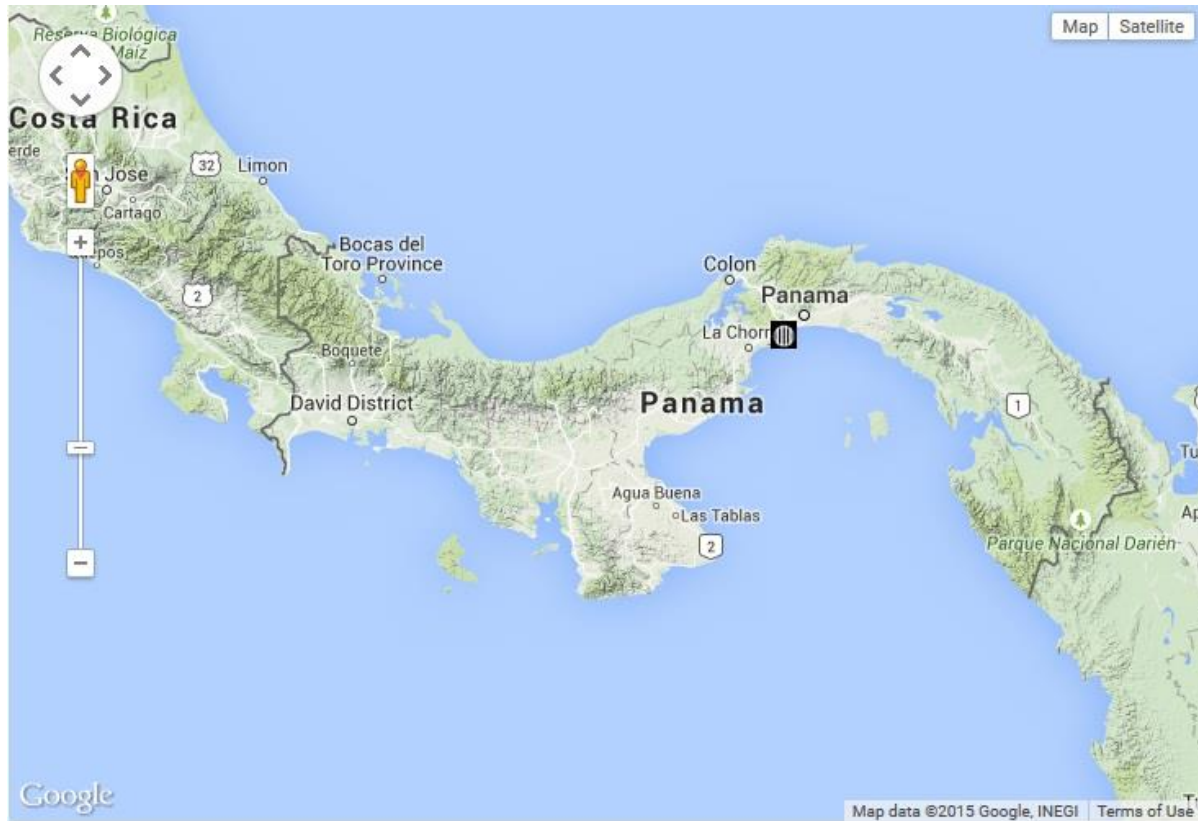 Reserva Biológica
Maíz
Map
Satellite
Costa Rica
erde
32
Limon
n Jose
Cartago
Bocas del
Toro Province
epos
2
Colon
Panama
La Chorr
Boquete
David District
Panama
1
Tu
Agua Buena
Las Tablas
2
Ap
Parque Nacional Darién
Google
Map data ©2015 Google, INEGI
Terms of Use